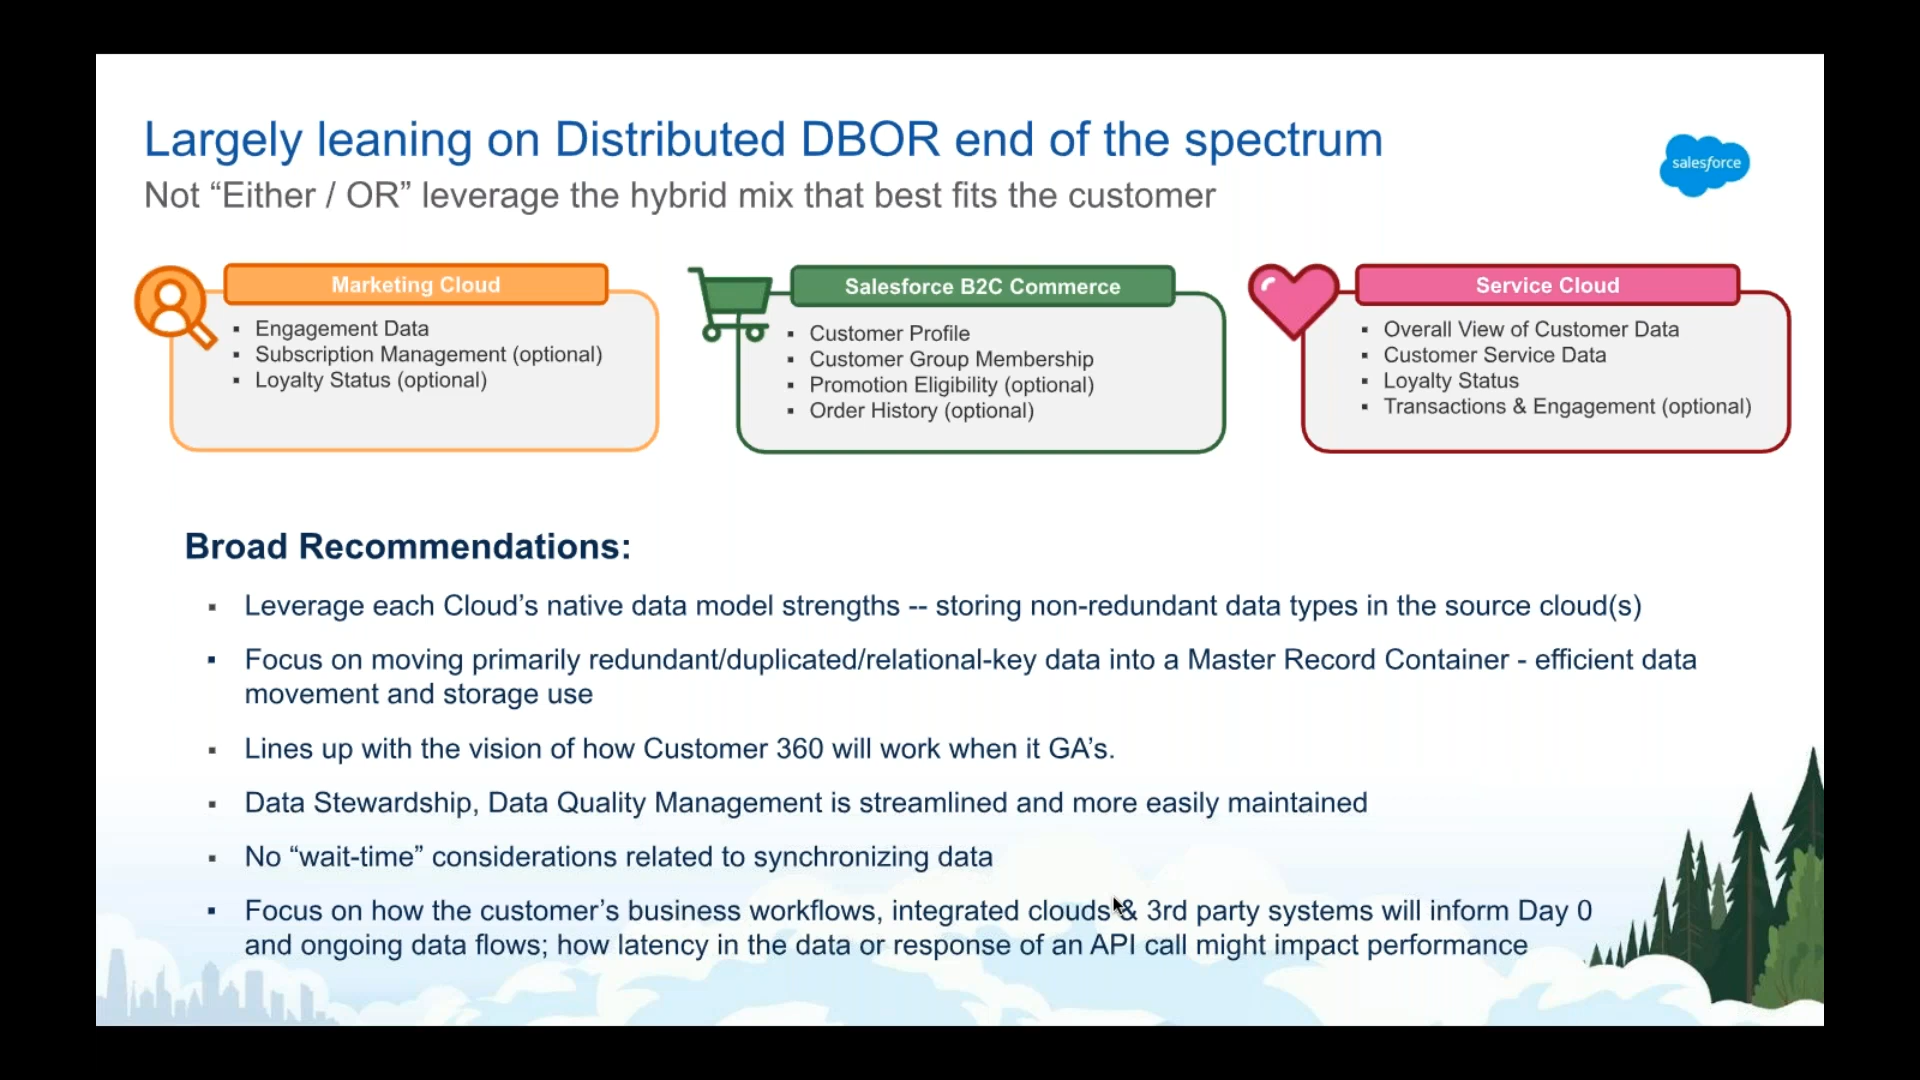 Largely leaning on Distributed DBOR end of the spectrum
Not “Either / OR” leverage the hybrid mix that best fits the customer
salesforce
Marketing Cloud
▪ Engagement Data
▪ Subscription Management (optional)
▪ Loyalty Status (optional)
Salesforce B2C Commerce
▪ Customer Profile
▪ Customer Group Membership
▪ Promotion Eligibility (optional)
▪ Order History (optional)
Service Cloud
▪ Overall View of Customer Data
▪ Customer Service Data
▪ Loyalty Status
▪ Transactions & Engagement (optional)
Broad Recommendations:
▪ Leverage each Cloud’s native data model strengths -- storing non-redundant data types in the source cloud(s)
▪ Focus on moving primarily redundant/duplicated/relational-key data into a Master Record Container - efficient data
movement and storage use
▪ Lines up with the vision of how Customer 360 will work when it GA’s.
▪ Data Stewardship, Data Quality Management is streamlined and more easily maintained
▪ No “wait-time” considerations related to synchronizing data
▪ Focus on how the customer’s business workflows, integrated clouds & 3rd party systems will inform Day 0
and ongoing data flows; how latency in the data or response of an API call might impact performance